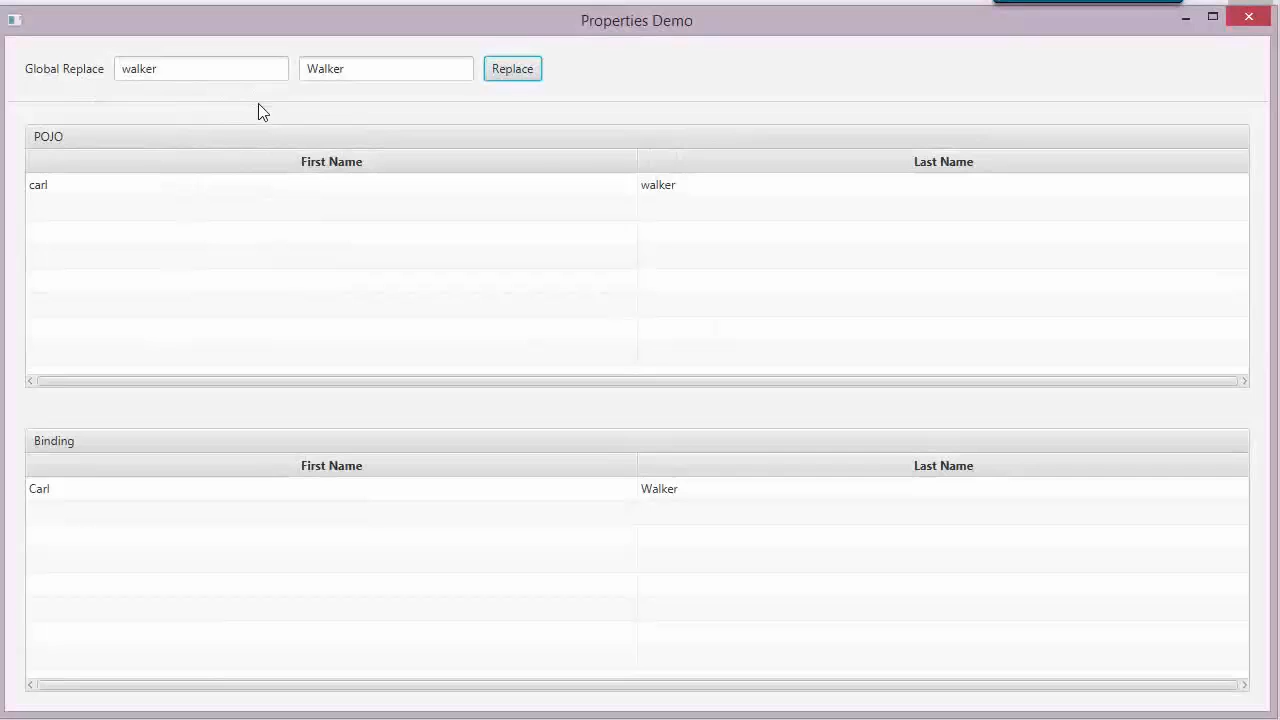 Properties Demo
Global Replace walker Walker Replace
POJO
First Name Last Name
carl walker
Binding
First Name Last Name
Carl Walker